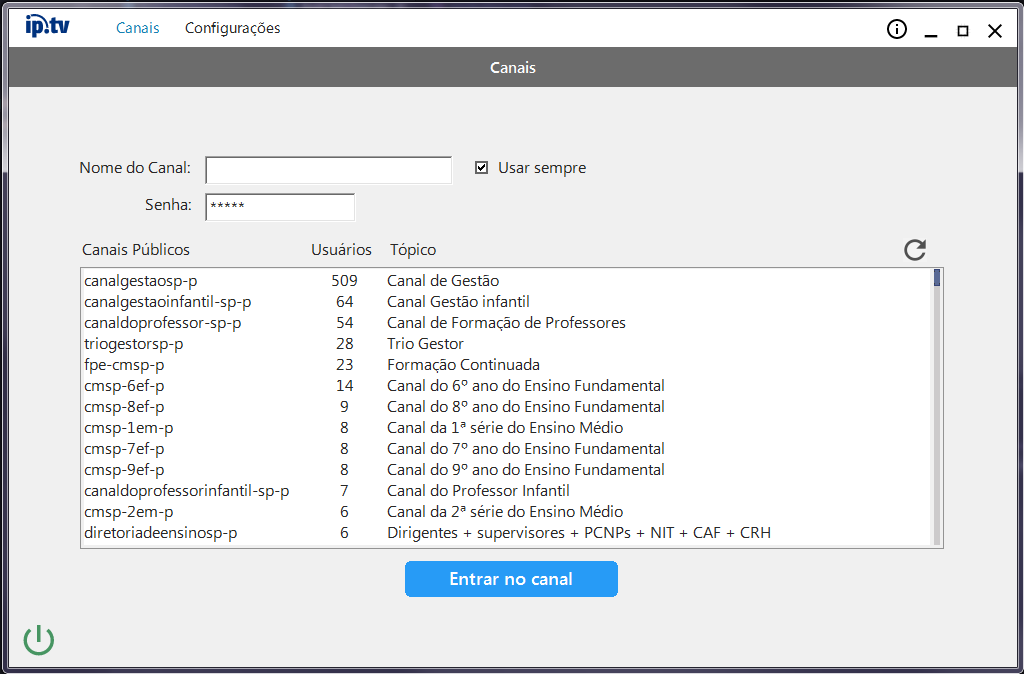 ip.tv Canais Configurações
Canais
Nome do Canal: Usar sempre
Senha: *****
Canais Públicos Usuários Tópico
canalgestaosp-p 509 Canal de Gestão
canalgestaoinfantil-sp-p 64 Canal Gestão infantil
canaldoprofessor-sp-p 54 Canal de Formação de Professores
triogestorsp-p 28 Trio Gestor
fpe-cmsp-p 23 Formação Continuada
cmsp-6ef-p 14 Canal do 6º ano do Ensino Fundamental
cmsp-8ef-p 9 Canal do 8º ano do Ensino Fundamental
cmsp-1em-p 8 Canal da 1ª série do Ensino Médio
cmsp-7ef-p 8 Canal do 7º ano do Ensino Fundamental
cmsp-9ef-p 8 Canal do 9º ano do Ensino Fundamental
canaldoprofessorinfantil-sp-p 7 Canal do Professor Infantil
cmsp-2em-p 6 Canal da 2ª série do Ensino Médio
diretoriadeensinosp-p 6 Dirigentes + supervisores + PCNPs + NIT + CAF + CRH
Entrar no canal